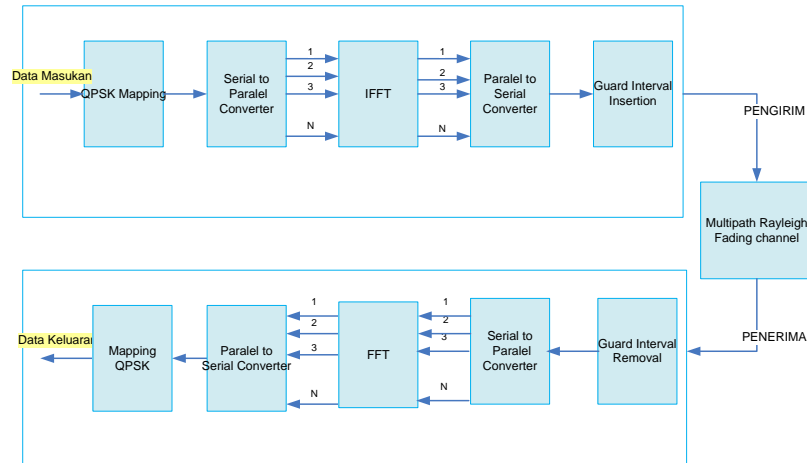 Data Masukan
QPSK Mapping
Serial to
Paralel
Converter
1
2
3
N
IFFT
1
2
3
N
Paralel to
Serial
Converter
Guard Interval
Insertion
PENGIRIM
Multipath Rayleigh
Fading channel
Data Keluaran
Mapping
QPSK
Paralel to
Serial Converter
1
2
3
N
FFT
1
2
3
N
Serial to
Paralel
Converter
Guard Interval
Removal
PENERIMA